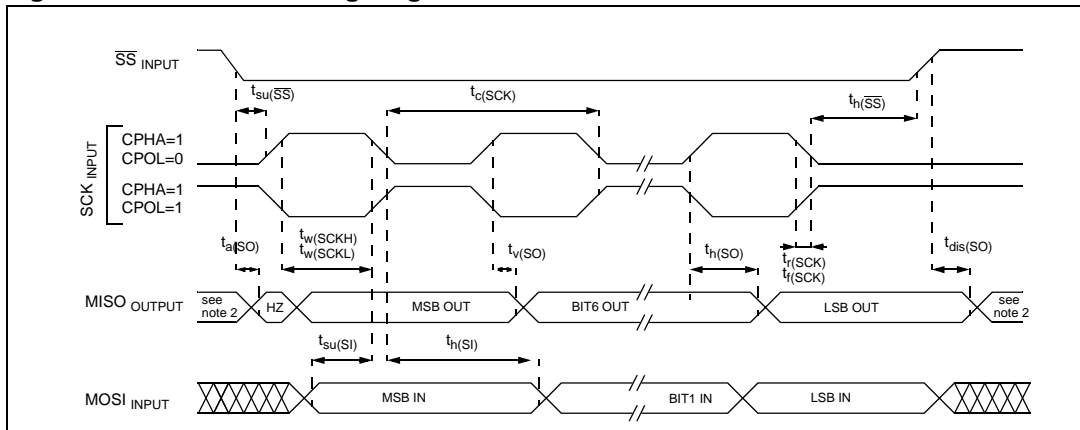 SS INPUT
tsu(SS)
tc(SCK)
th(SS)
SCK INPUT
CPHA=1
CPOL=0
CPHA=1
CPOL=1
ta(SO)
tw(SCKH)
tw(SCKL)
tv(SO)
th(SO)
tr(SCK)
tf(SCK)
tdis(SO)
MISO OUTPUT
see
note 2
HZ
MSB OUT
BIT6 OUT
LSB OUT
see
note 2
tsu(SI)
th(SI)
MOSI INPUT
MSB IN
BIT1 IN
LSB IN